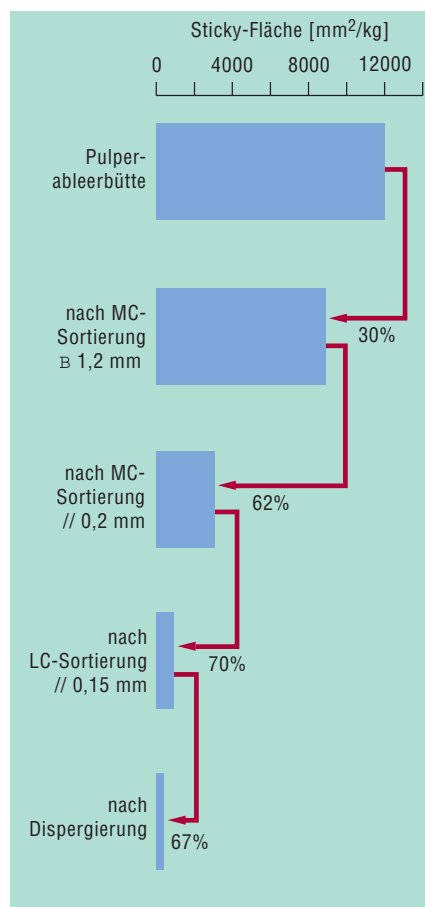 Sticky-Fläche [mm²/kg]
0 4000 8000 12000
Pulper-
ableerbütte
nach MC-
Sortierung
B 1,2 mm
30%
nach MC-
Sortierung
// 0,2 mm
62%
nach
LC-Sortierung
// 0,15 mm
70%
nach
Dispergierung
67%